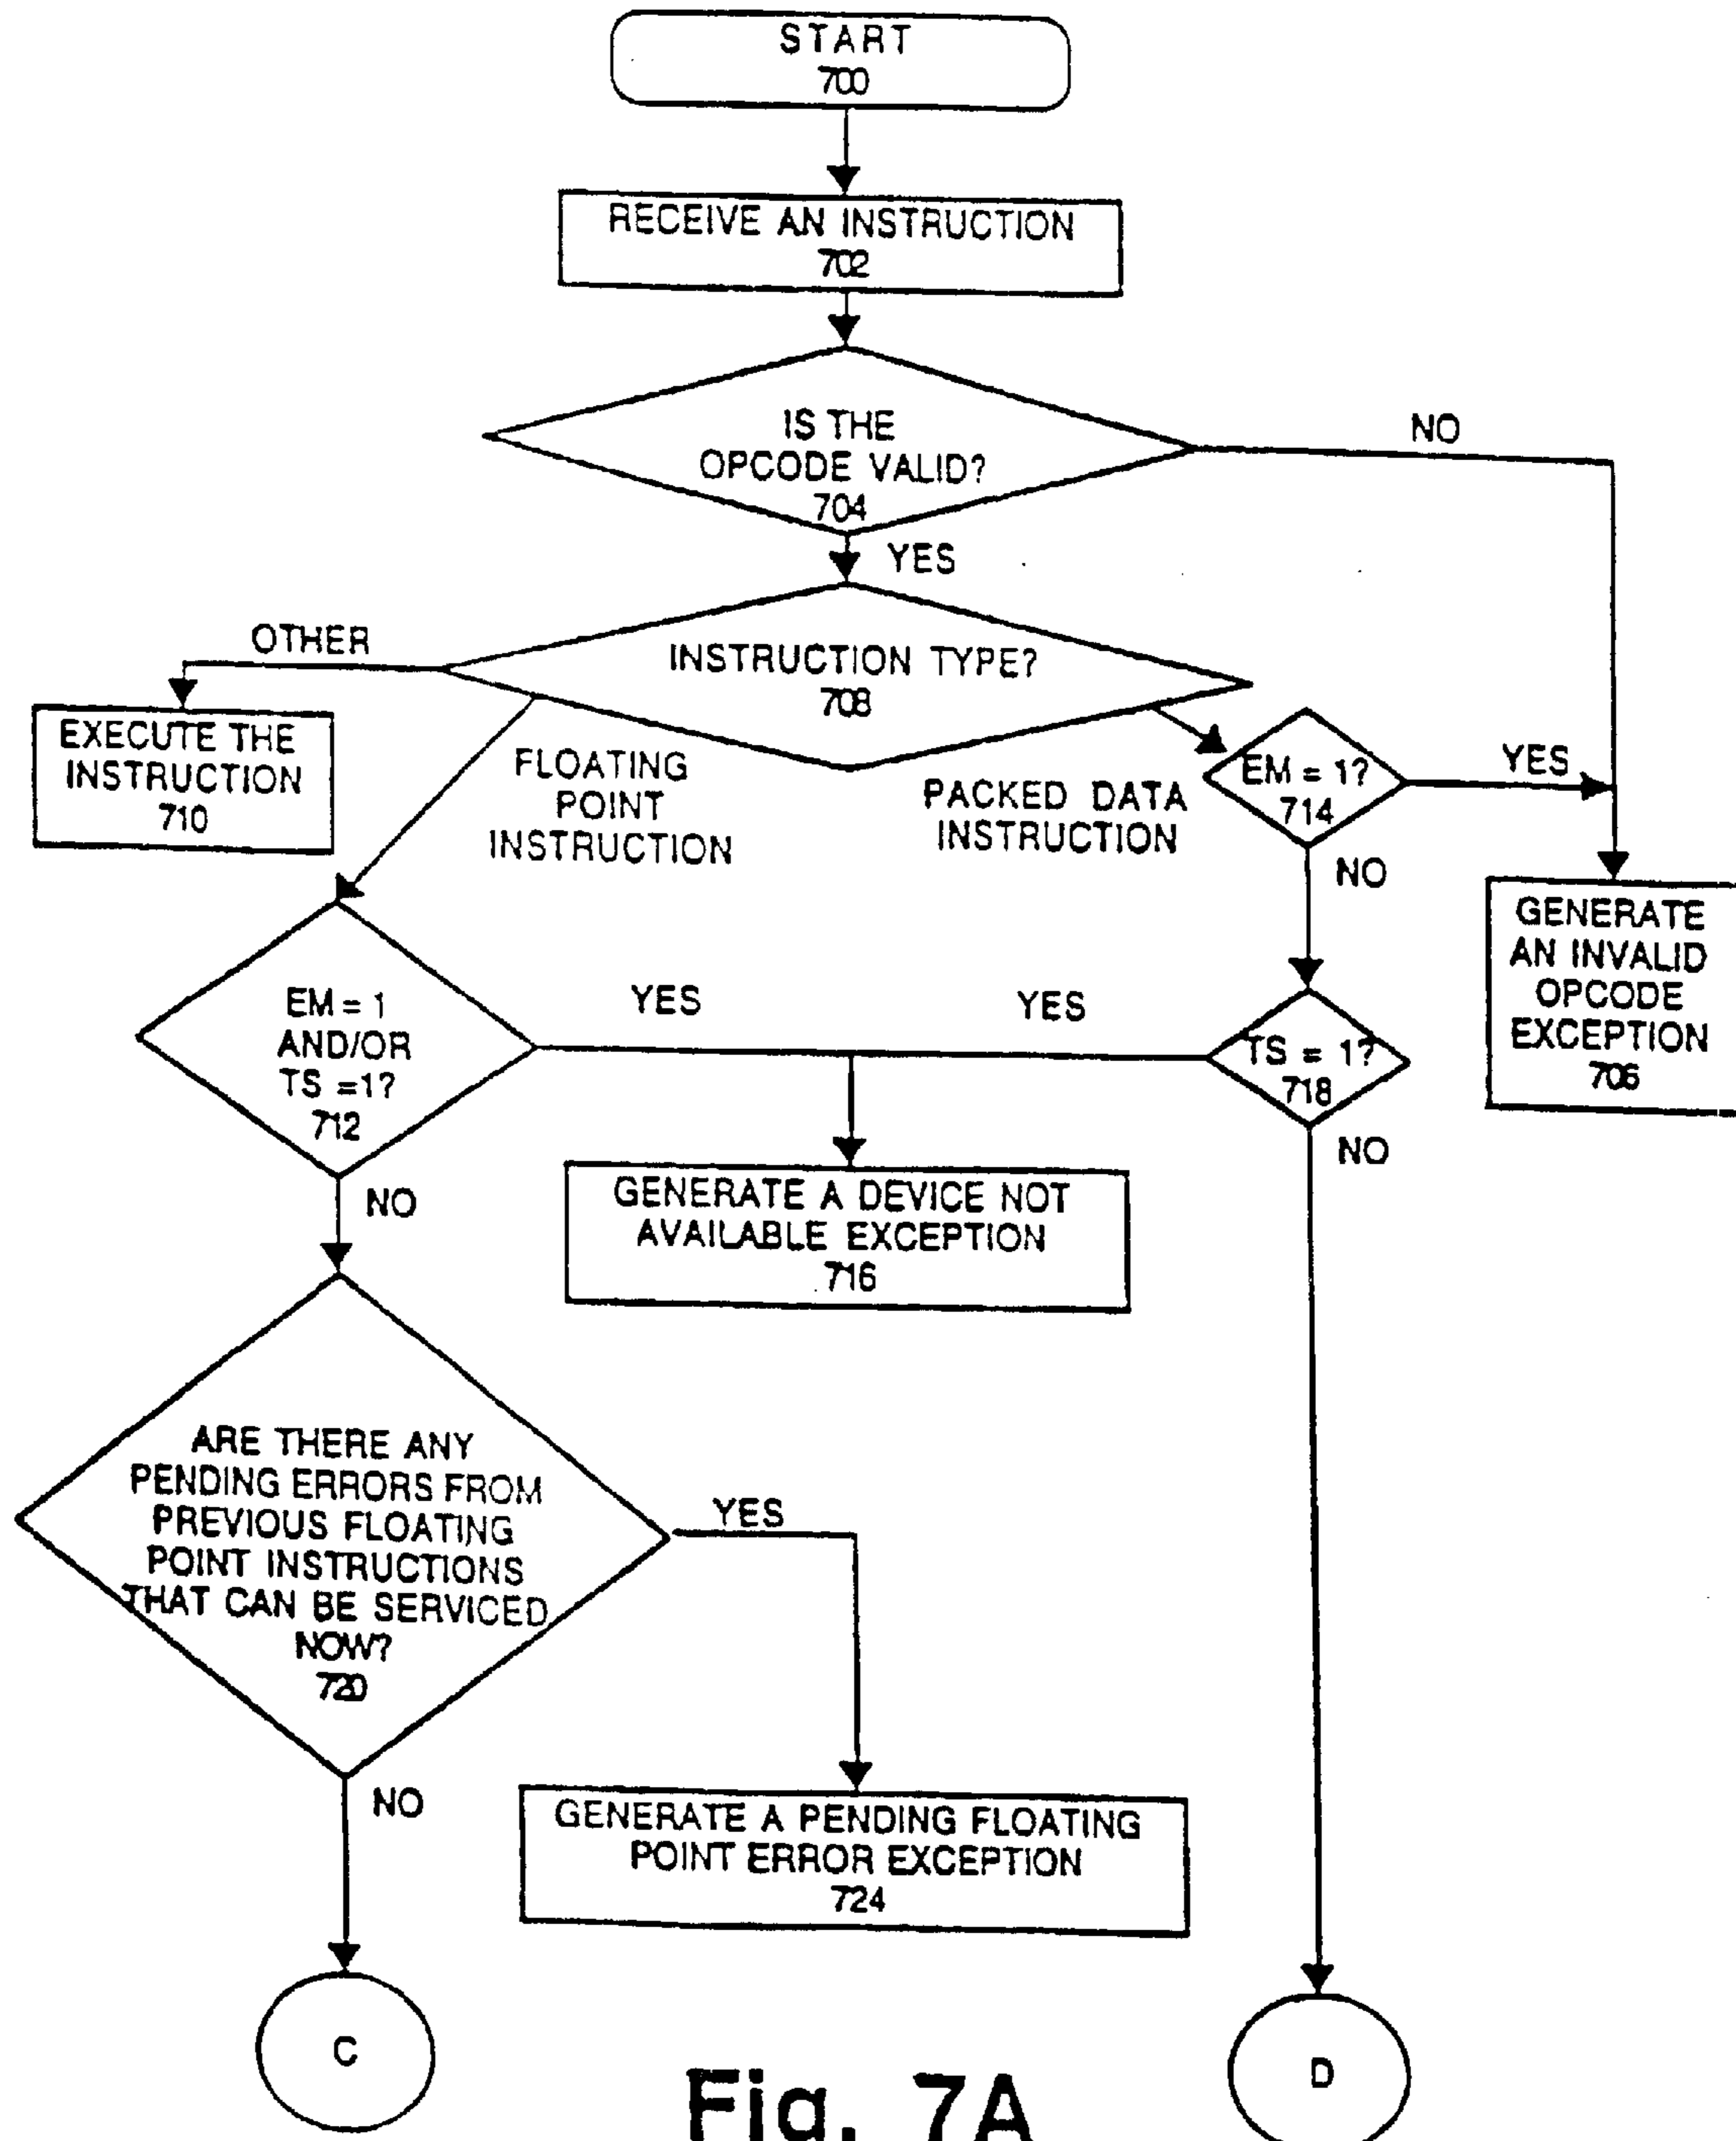 START
700
RECEIVE AN INSTRUCTION
702
IS THE
OPCODE VALID?
704
NO
YES
OTHER
INSTRUCTION TYPE?
708
EXECUTE THE
INSTRUCTION
710
FLOATING
POINT
INSTRUCTION
PACKED DATA
INSTRUCTION
EM = 1?
714
YES
NO
GENERATE
AN INVALID
OPCODE
EXCEPTION
706
EM = 1
AND/OR
TS =1?
712
YES
YES
TS = 1?
718
NO
NO
GENERATE A DEVICE NOT
AVAILABLE EXCEPTION
716
ARE THERE ANY
PENDING ERRORS FROM
PREVIOUS FLOATING
POINT INSTRUCTIONS
THAT CAN BE SERVICED
NOW?
720
YES
NO
GENERATE A PENDING FLOATING
POINT ERROR EXCEPTION
724
C
D
Fig. 7A